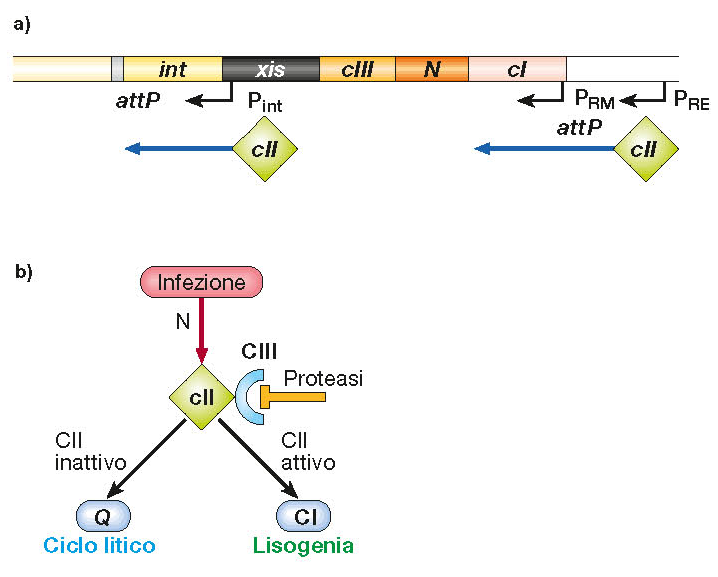 a)
int xis cIII N cI
attP Pint PRM PRE
attP
cII cII
b)
Infezione
N
CIII
Proteasi
cII
CII
inattivo
CII
attivo
Q CI
Ciclo litico Lisogenia